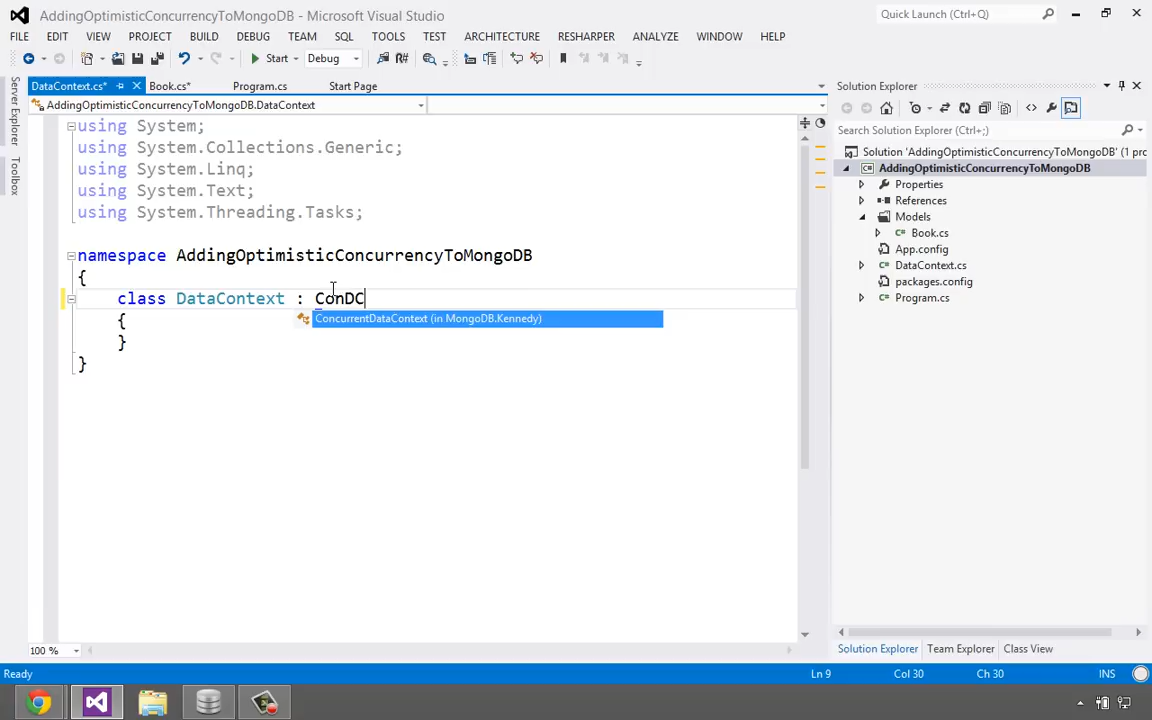 AddingOptimisticConcurrencyToMongoDB - Microsoft Visual Studio
Quick Launch (Ctrl+Q)
FILE EDIT VIEW PROJECT BUILD DEBUG TEAM SQL TOOLS TEST ARCHITECTURE RESHARPER ANALYZE WINDOW HELP
Start Debug
DataContext.cs* Book.cs* Program.cs Start Page
AddingOptimisticConcurrencyToMongoDB.DataContext
Server Explorer
Toolbox
using System;
using System.Collections.Generic;
using System.Linq;
using System.Text;
using System.Threading.Tasks;
namespace AddingOptimisticConcurrencyToMongoDB
{
class DataContext : ConDC
ConcurrentDataContext (in MongoDB.Kennedy)
{
}
}
100 %
Solution Explorer
Search Solution Explorer (Ctrl+;)
Solution 'AddingOptimisticConcurrencyToMongoDB' (1 proj
AddingOptimisticConcurrencyToMongoDB
Properties
References
Models
Book.cs
App.config
DataContext.cs
packages.config
Program.cs
Solution Explorer Team Explorer Class View
Ready Ln 9 Col 30 Ch 30 INS